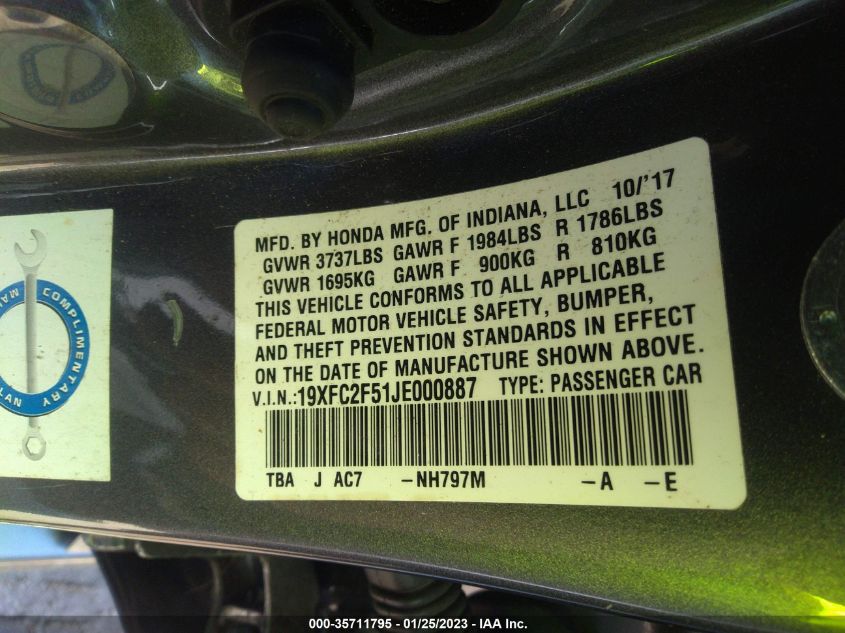 MFD. BY HONDA MFG. OF INDIANA, LLC 10/'17
GVWR 3737LBS GAWR F 1984LBS R 1786LBS
GVWR 1695KG GAWR F 900KG R 810KG
THIS VEHICLE CONFORMS TO ALL APPLICABLE
FEDERAL MOTOR VEHICLE SAFETY, BUMPER,
AND THEFT PREVENTION STANDARDS IN EFFECT
ON THE DATE OF MANUFACTURE SHOWN ABOVE.
V.I.N.:19XFC2F51JE000887 TYPE: PASSENGER CAR
TBA J AC7 -NH797M -A -E
COMPLIMENTARY
000-35711795 - 01/25/2023 - IAA Inc.